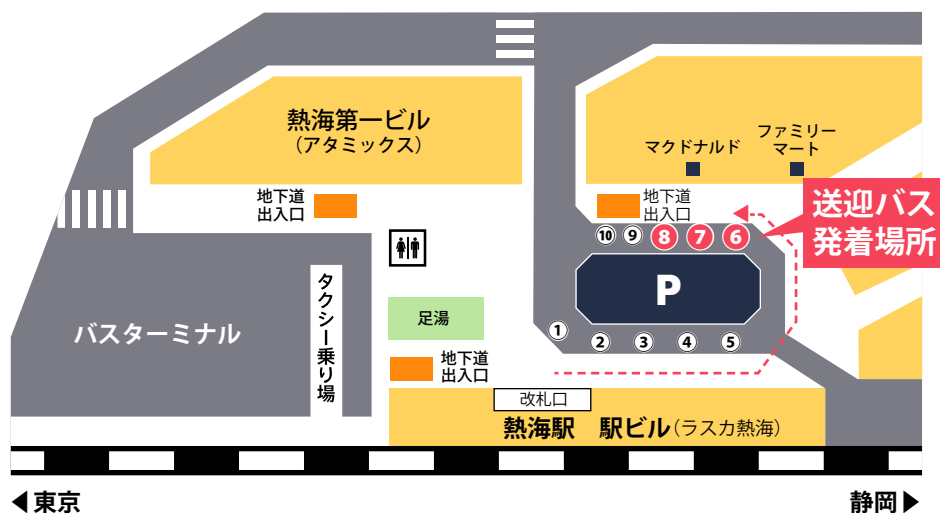 熱海第一ビル
(アタミックス)
マクドナルド
ファミリー
マート
地下道
出入口
地下道
出入口
送迎バス
発着場所
⑩ ⑨ 8 7 6
P
バスターミナル
タクシー乗り場
足湯
① ② ③ ④ ⑤
地下道
出入口
改札口
熱海駅 駅ビル(ラスカ熱海)
◀東京
静岡▶